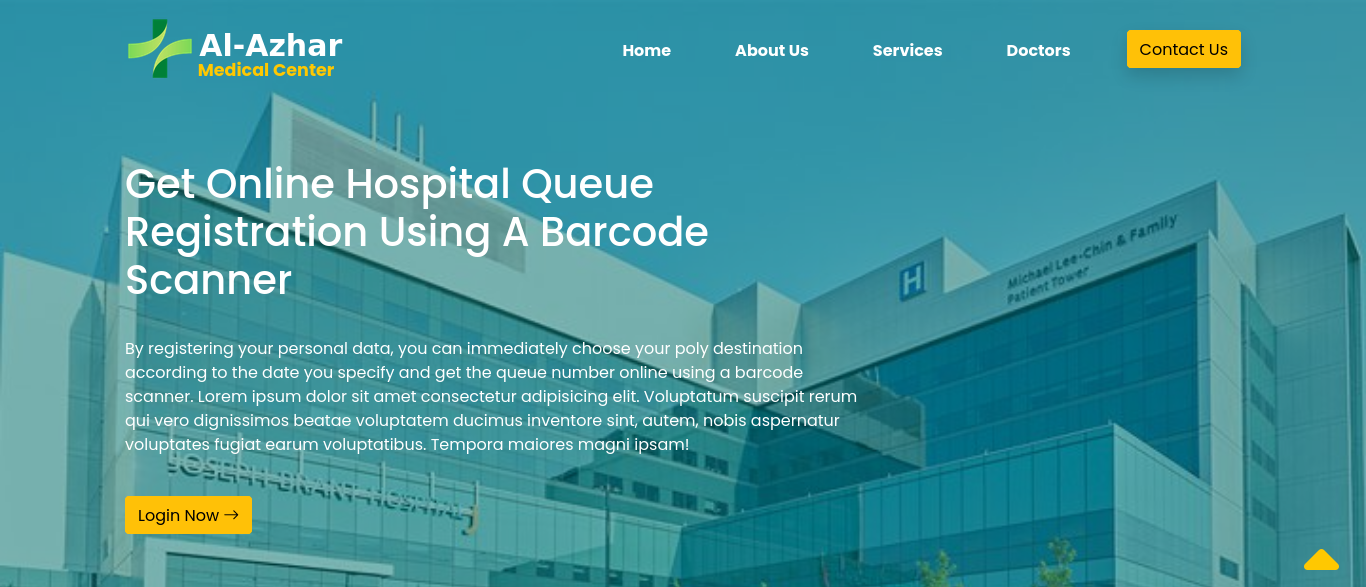 Al-Azhar
Medical Center
Home
About Us
Services
Doctors
Contact Us
Get Online Hospital Queue
Registration Using A Barcode
Scanner
H
Michael Lee-Chin & Family
Patient Tower
By registering your personal data, you can immediately choose your poly destination
according to the date you specify and get the queue number online using a barcode
scanner. Lorem ipsum dolor sit amet consectetur adipisicing elit. Voluptatum suscipit rerum
qui vero dignissimos beatae voluptatem ducimus inventore sint, autem, nobis aspernatur
voluptates fugiat earum voluptatibus. Tempora maiores magni ipsam!
JOSEPH BRANT HOSPITAL
Login Now →